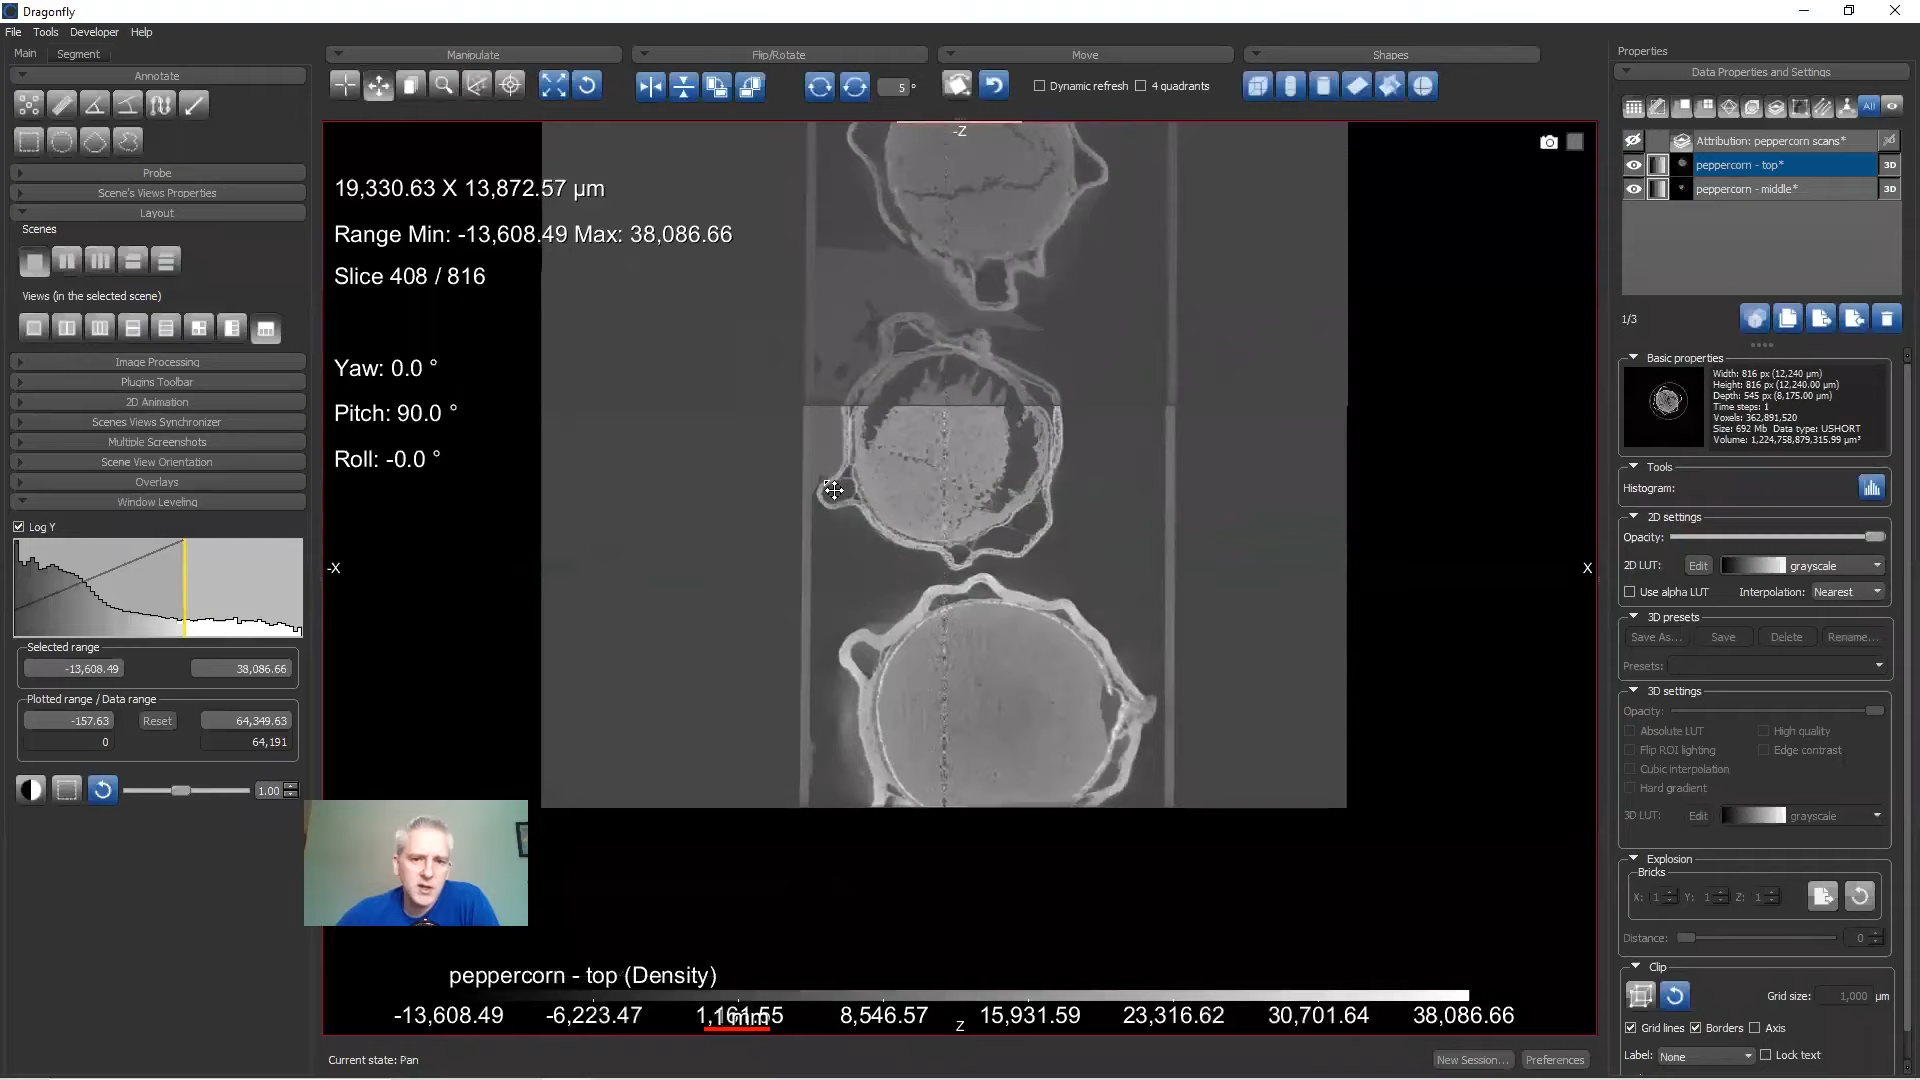 Dragonfly
File Tools Developer Help
Main Segment
Annotate
Probe
Scene's Views Properties
Layout
Scenes
Views (in the selected scene)
Image Processing
Plugins Toolbar
2D Animation
Scenes Views Synchronizer
Multiple Screenshots
Scene View Orientation
Overlays
Window Leveling
Log Y
Selected range
-13,608.49 38,086.66
Plotted range / Data range
-157.63 Reset 64,349.63
0 64,191
1.00
Manipulate Flip/Rotate Move Shapes
5 °
Dynamic refresh 4 quadrants
-Z
19,330.63 X 13,872.57 µm
Range Min: -13,608.49 Max: 38,086.66
Slice 408 / 816
Yaw: 0.0 °
Pitch: 90.0 °
Roll: -0.0 °
-X X
peppercorn - top (Density)
-13,608.49 -6,223.47 1,161.55 8,546.57 15,931.59 23,316.62 30,701.64 38,086.66
1 mm
Z
Current state: Pan
New Session... Preferences
Properties
Data Properties and Settings
All
Attribution: peppercorn scans*
peppercorn - top* 3D
peppercorn - middle* 3D
1/3
Basic properties
Width: 816 px (12,240 µm)
Height: 816 px (12,240.00 µm)
Depth: 545 px (8,175.00 µm)
Time steps: 1
Voxels: 362,891,520
Size: 692 Mb Data type: USHORT
Volume: 1,224,758,879,315.99 µm³
Tools
Histogram:
2D settings
Opacity:
2D LUT: Edit grayscale
Use alpha LUT Interpolation: Nearest
3D presets
Save As... Save Delete Rename...
Presets:
3D settings
Opacity:
Absolute LUT High quality
Flip ROI lighting Edge contrast
Cubic interpolation
Hard gradient
3D LUT: Edit grayscale
Explosion
Bricks
X: 1 Y: 1 Z: 1
Distance: 0
Clip
Grid size: 1,000 µm
Grid lines Borders Axis
Label: None Lock text